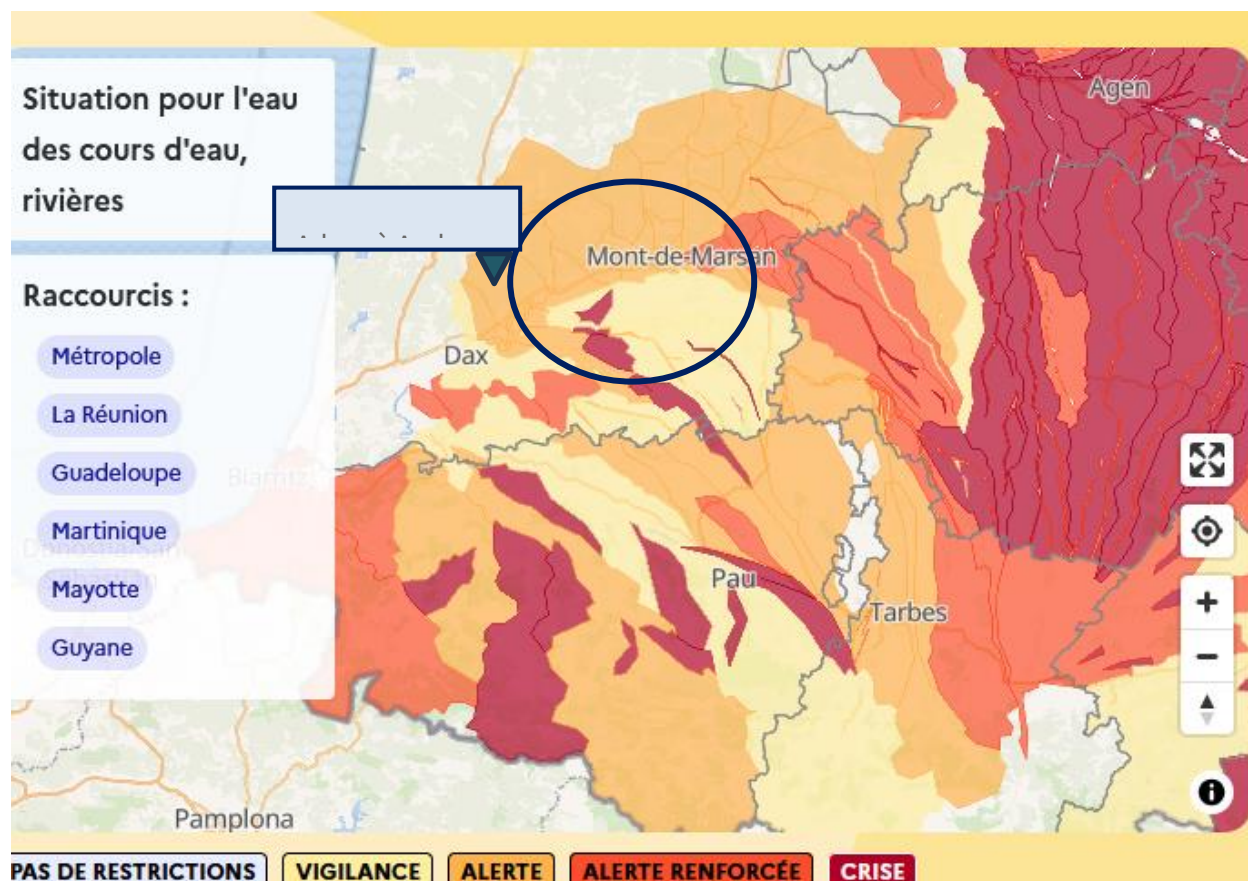 Situation pour l'eau
des cours d'eau,
rivières
Raccourcis :
Métropole
La Réunion
Guadeloupe
Martinique
Mayotte
Guyane
Agen
Mont-de-Marsan
Dax
Biarritz
Pau
Tarbes
Pamplona
PAS DE RESTRICTIONS
VIGILANCE
ALERTE
ALERTE RENFORCÉE
CRISE